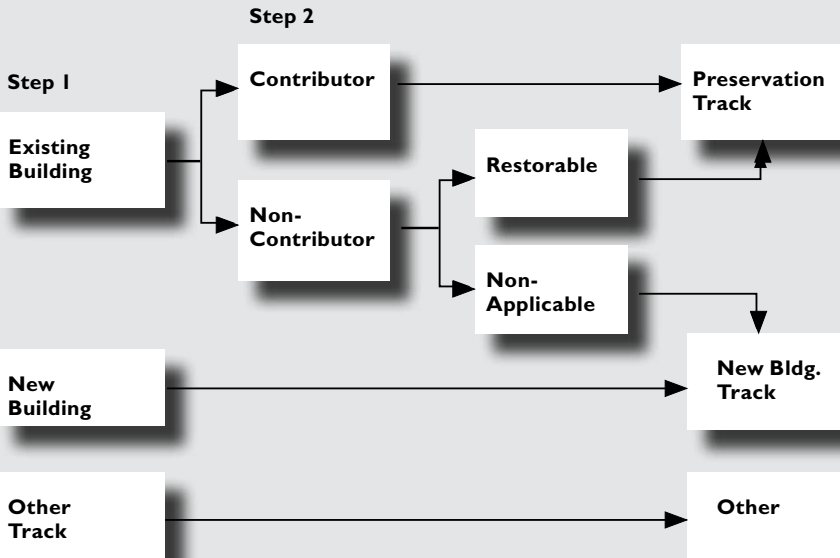 Step 2
Step 1
Contributor
Preservation
Track
Existing
Building
Restorable
Non-
Contributor
Non-
Applicable
New Bldg.
Track
New
Building
Other
Track
Other